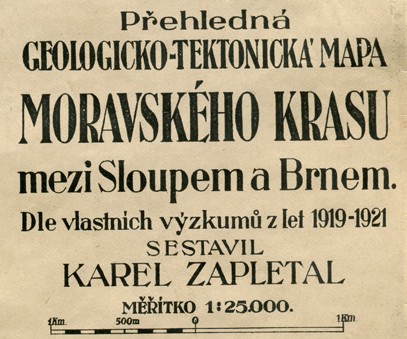 Přehledná
GEOLOGICKO-TEKTONICKÁ MAPA
MORAVSKÉHO KRASU
mezi Sloupem a Brnem.
Dle vlastních výzkumů z let 1919-1921
SESTAVIL
KAREL ZAPLETAL
MĚŘÍTKO 1:25.000.
1Km. 500m 0 1Km